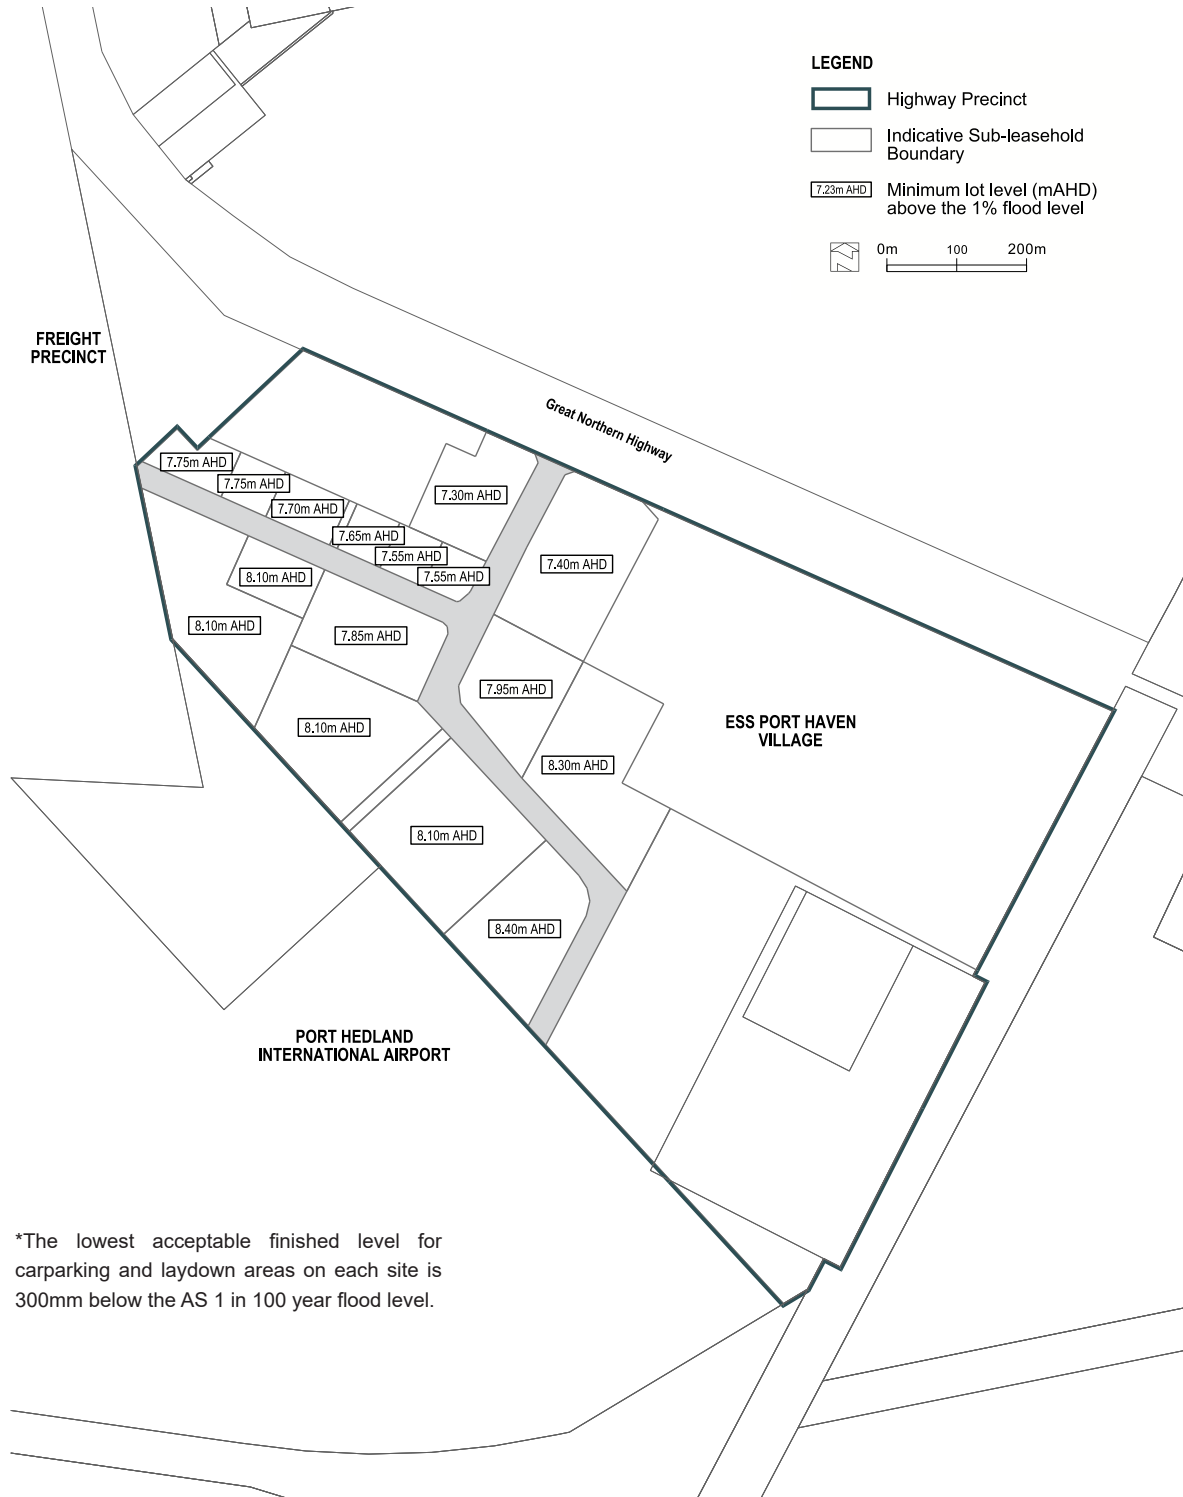 LEGEND
Highway Precinct
Indicative Sub-leasehold
Boundary
7.23m AHD
Minimum lot level (mAHD)
above the 1% flood level
0m 100 200m
FREIGHT
PRECINCT
Great Northern Highway
7.75m AHD
7.75m AHD
7.70m AHD
7.30m AHD
7.65m AHD
7.55m AHD
7.55m AHD
7.40m AHD
8.10m AHD
8.10m AHD
7.85m AHD
7.95m AHD
8.10m AHD
ESS PORT HAVEN
VILLAGE
8.30m AHD
8.10m AHD
8.40m AHD
PORT HEDLAND
INTERNATIONAL AIRPORT
*The lowest acceptable finished level for
carparking and laydown areas on each site is
300mm below the AS 1 in 100 year flood level.